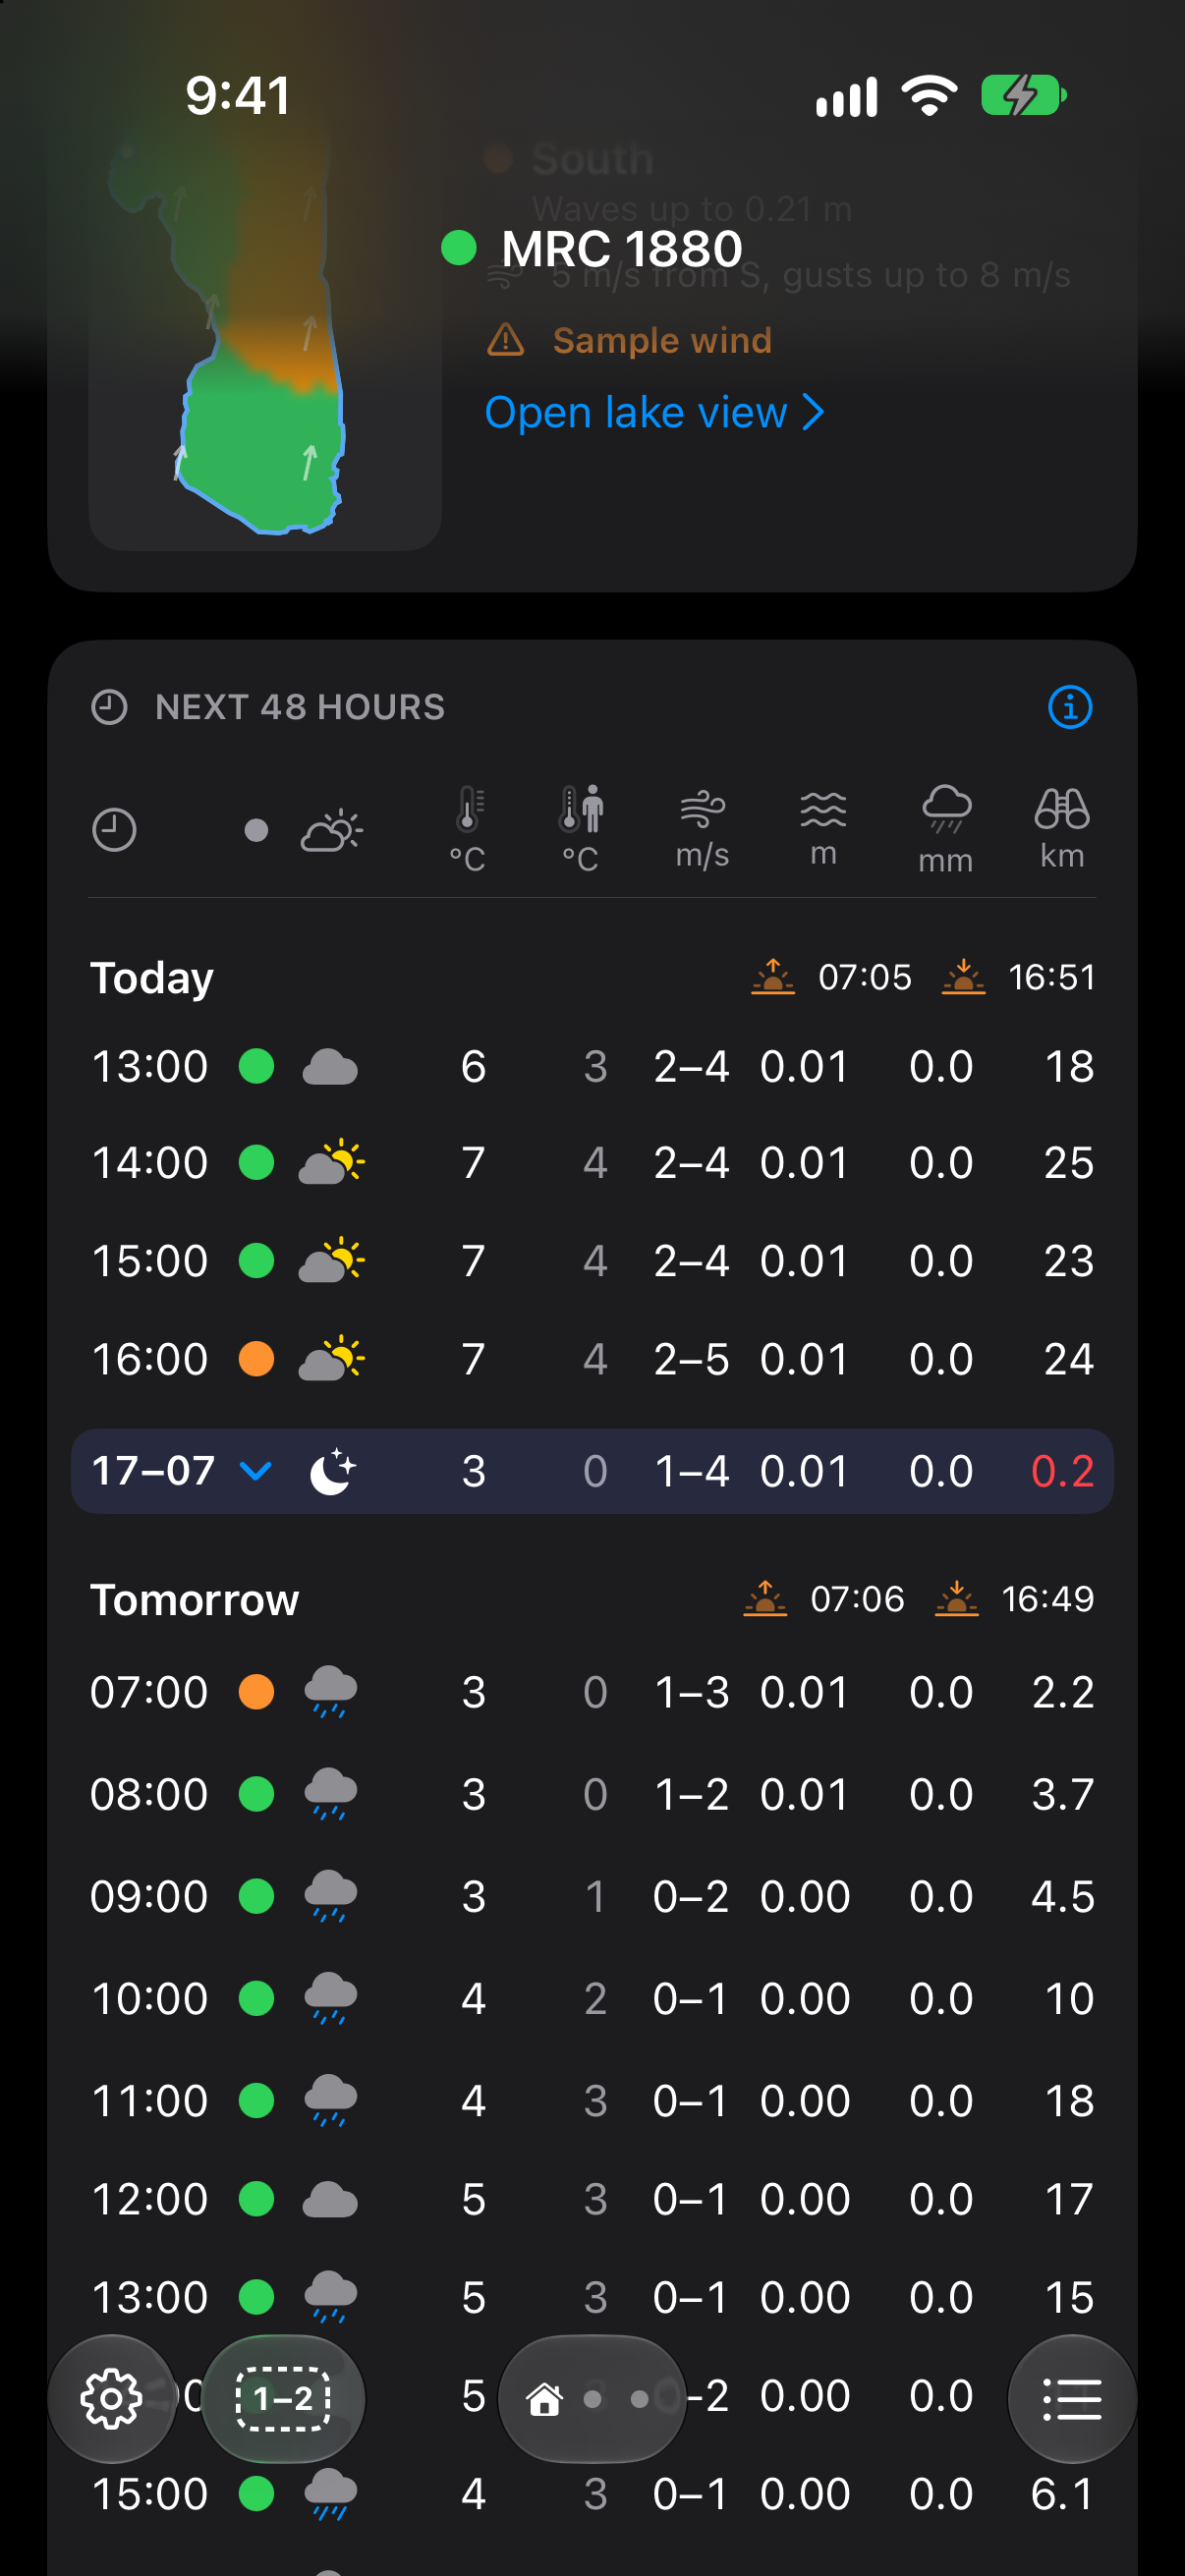 9:41
South
Waves up to 0.21 m
MRC 1880
5 m/s from S, gusts up to 8 m/s
Sample wind
Open lake view
NEXT 48 HOURS
°C °C m/s m mm km
Today 07:05 16:51
13:00 6 3 2–4 0.01 0.0 18
14:00 7 4 2–4 0.01 0.0 25
15:00 7 4 2–4 0.01 0.0 23
16:00 7 4 2–5 0.01 0.0 24
17–07 3 0 1–4 0.01 0.0 0.2
Tomorrow 07:06 16:49
07:00 3 0 1–3 0.01 0.0 2.2
08:00 3 0 1–2 0.01 0.0 3.7
09:00 3 1 0–2 0.00 0.0 4.5
10:00 4 2 0–1 0.00 0.0 10
11:00 4 3 0–1 0.00 0.0 18
12:00 5 3 0–1 0.00 0.0 17
13:00 5 3 0–1 0.00 0.0 15
1–2 5 0.00 0.0
15:00 4 3 0–1 0.00 0.0 6.1